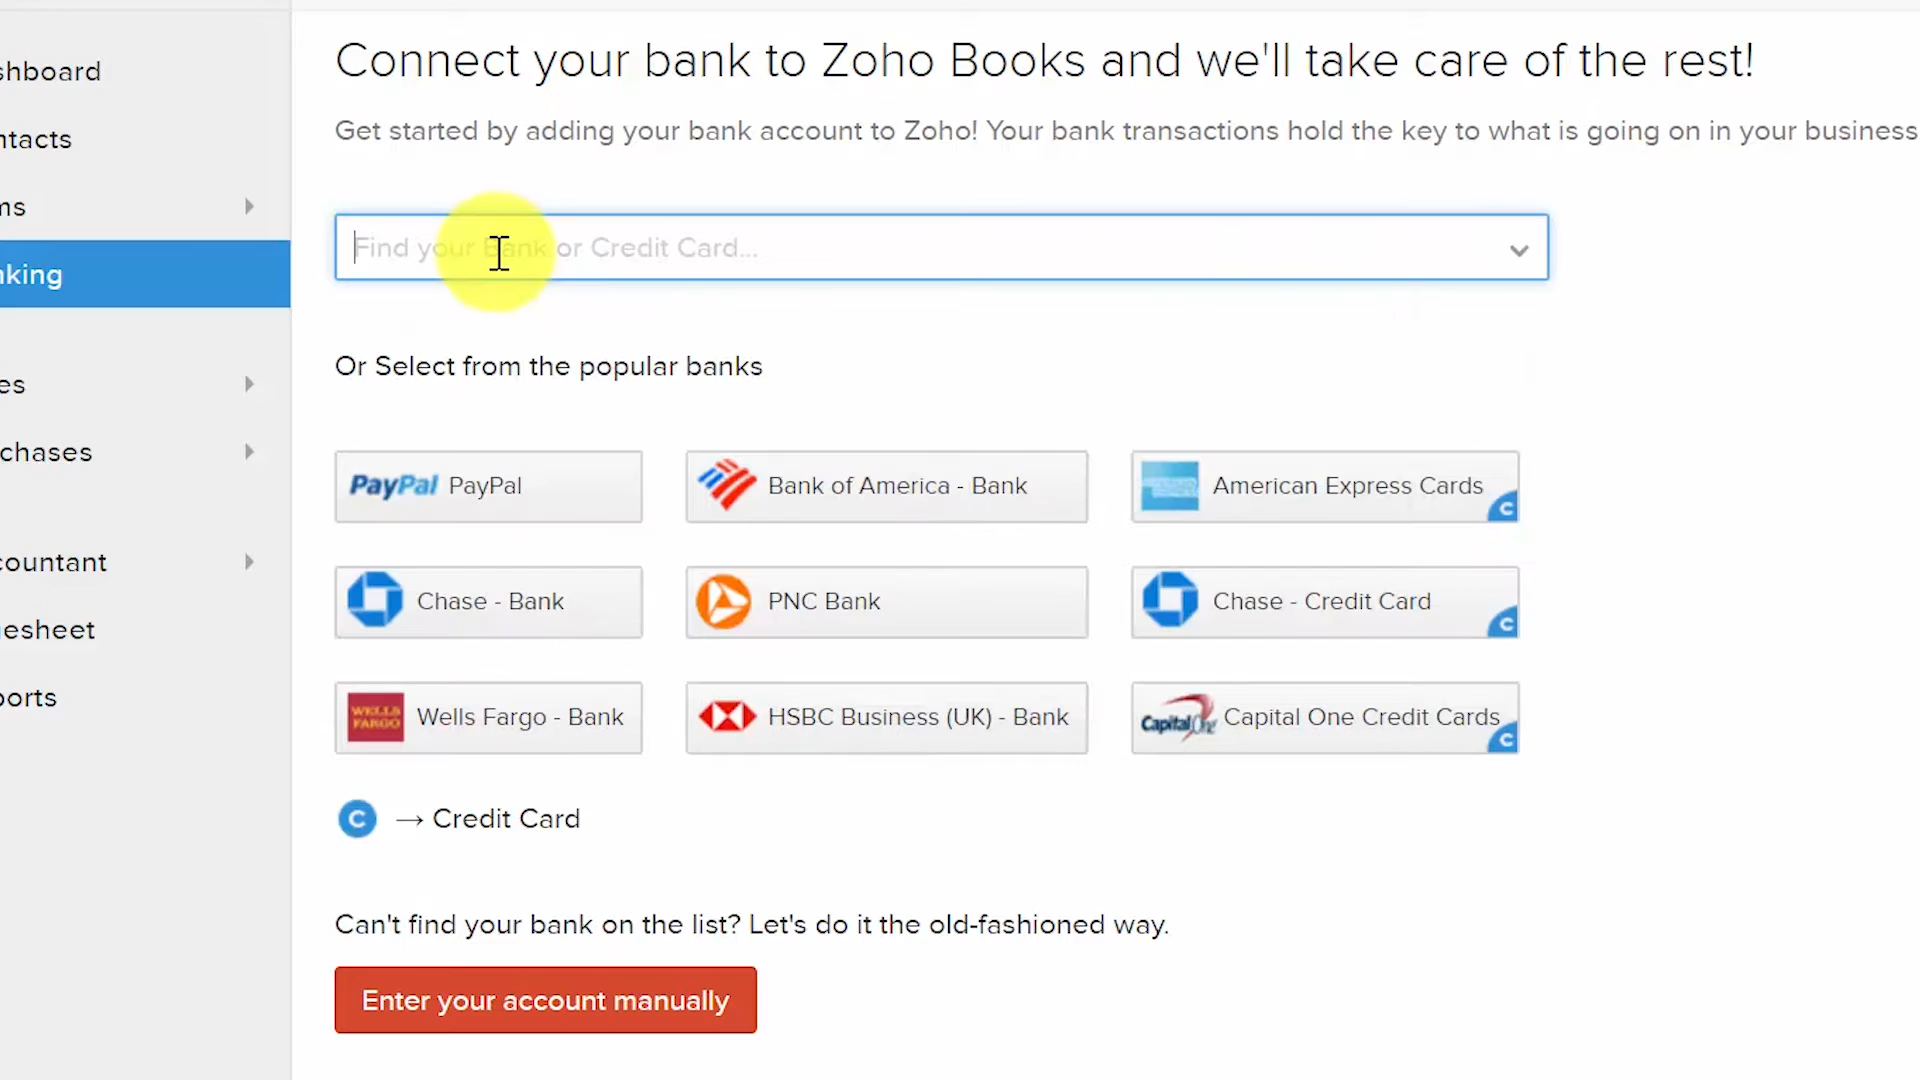 Connect your bank to Zoho Books and we'll take care of the rest!
Get started by adding your bank account to Zoho! Your bank transactions hold the key to what is going on in your business
Find your Bank or Credit Card...
Or Select from the popular banks
PayPal PayPal
Bank of America - Bank
American Express Cards
C
Chase - Bank
PNC Bank
Chase - Credit Card
C
WELLS FARGO Wells Fargo - Bank
HSBC Business (UK) - Bank
CapitalOne Capital One Credit Cards
C
C → Credit Card
Can't find your bank on the list? Let's do it the old-fashioned way.
Enter your account manually
shboard
ntacts
ms
nking
es
chases
countant
esheet
ports